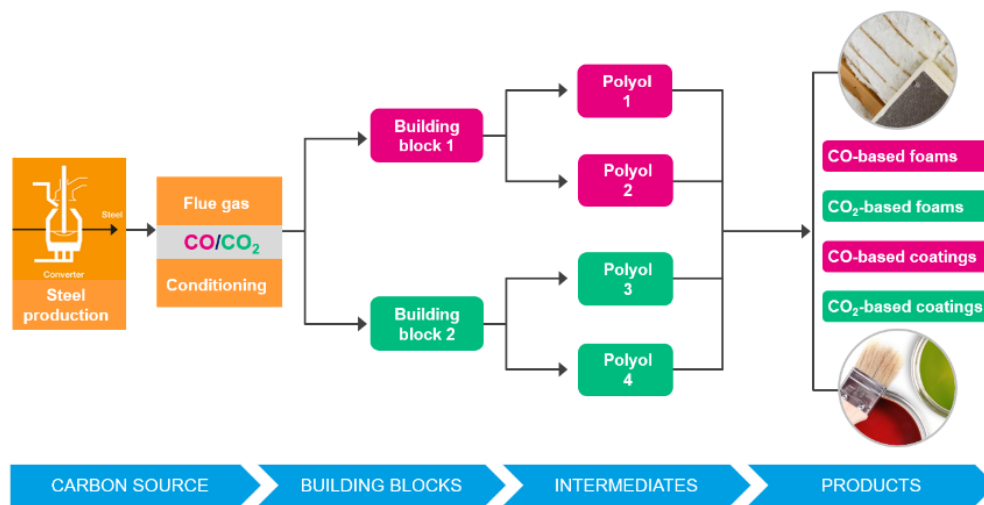 Steel
Converter
Steel
production
Flue gas
CO/CO₂
Conditioning
Building
block 1
Building
block 2
Polyol
1
Polyol
2
Polyol
3
Polyol
4
CO-based foams
CO₂-based foams
CO-based coatings
CO₂-based coatings
CARBON SOURCE
BUILDING BLOCKS
INTERMEDIATES
PRODUCTS